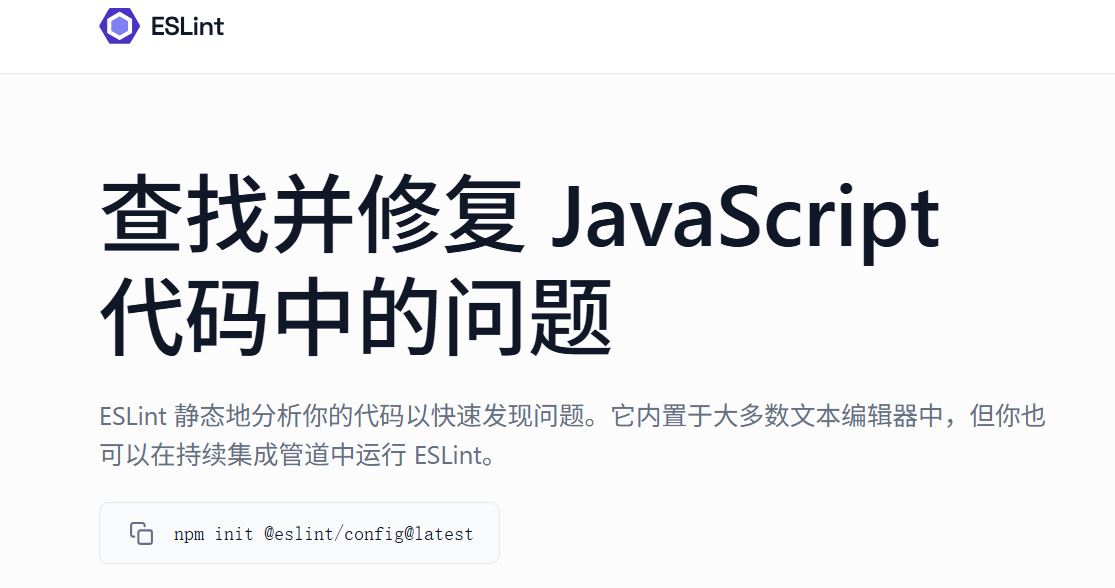 ESLint
查找并修复 JavaScript
代码中的问题
ESLint 静态地分析你的代码以快速发现问题。它内置于大多数文本编辑器中，但你也
可以在持续集成管道中运行 ESLint。
npm init @eslint/config@latest